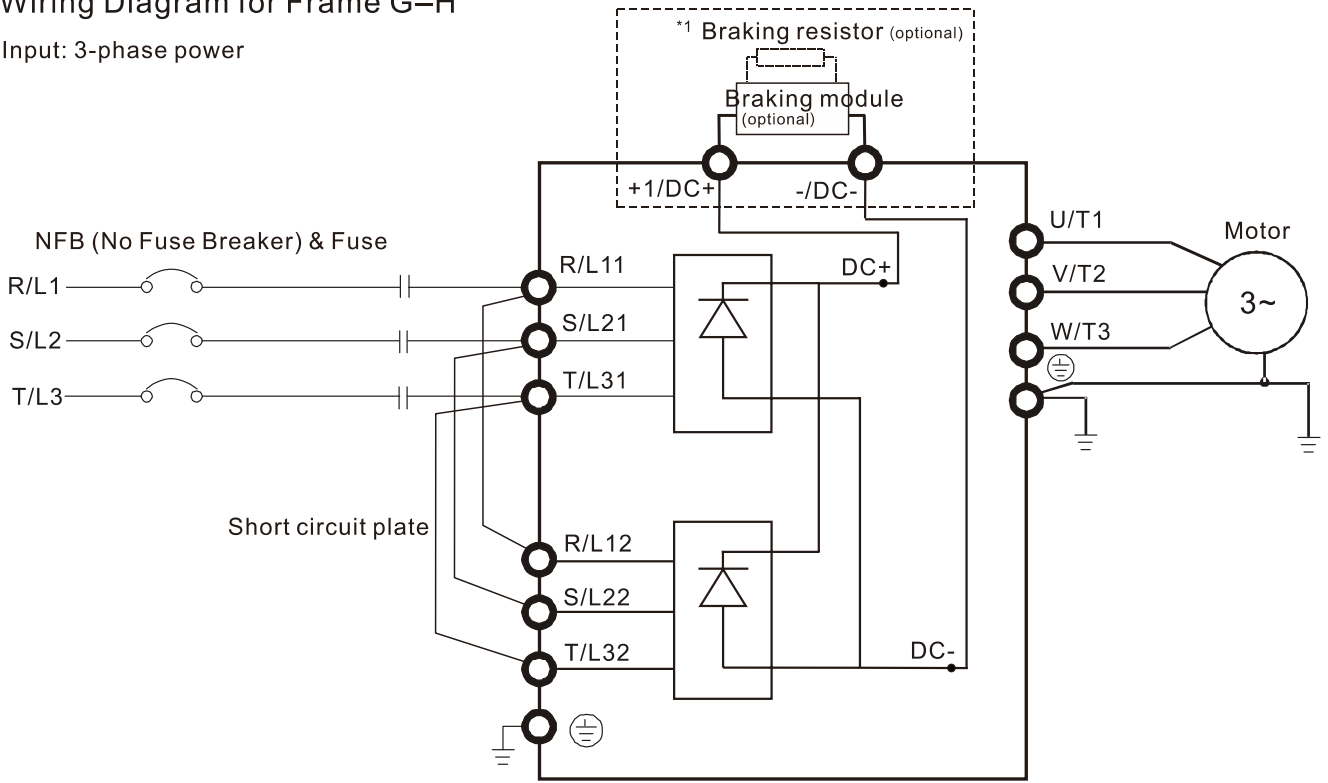 Wiring Diagram for Frame G–H
Input: 3-phase power
*1 Braking resistor (optional)
Braking module
(optional)
+1/DC+
-/DC-
NFB (No Fuse Breaker) & Fuse
R/L1
S/L2
T/L3
R/L11
S/L21
T/L31
DC+
U/T1
V/T2
W/T3
Motor
3~
Short circuit plate
R/L12
S/L22
T/L32
DC-